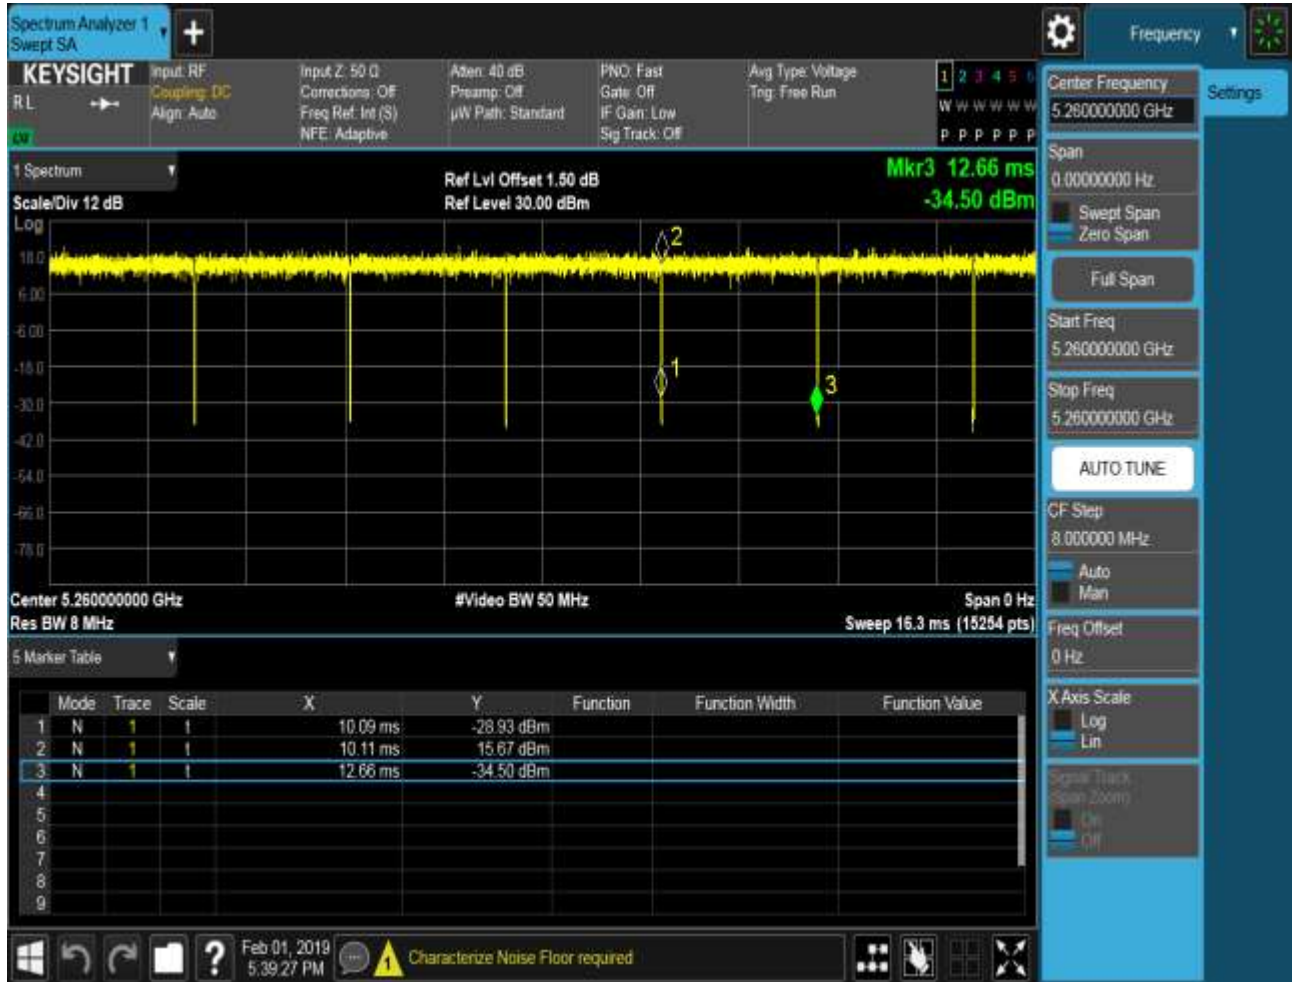 Spectrum Analyzer 1
Swept SA
Frequency
KEYSIGHT
R L
Input: RF
Coupling: DC
Align: Auto
Input Z: 50 Ω
Corrections: Off
Freq Ref: Int (S)
NFE: Adaptive
Atten: 40 dB
Preamp: Off
µW Path: Standard
PNO: Fast
Gate: Off
IF Gain: Low
Sig Track: Off
Avg Type: Voltage
Trig: Free Run
1 2 3 4 5 6
W W W W W W
P P P P P P
1 Spectrum
Scale/Div 12 dB
Ref Lvl Offset 1.50 dB
Ref Level 30.00 dBm
Mkr3 12.66 ms
-34.50 dBm
Log
18.0
6.00
-6.00
-18.0
-30.0
-42.0
-54.0
-66.0
-78.0
2
1
3
Center 5.260000000 GHz
Res BW 8 MHz
#Video BW 50 MHz
Span 0 Hz
Sweep 16.3 ms (15254 pts)
5 Marker Table
Mode Trace Scale X Y Function Function Width Function Value
1 N 1 t 10.09 ms -28.93 dBm
2 N 1 t 10.11 ms 15.67 dBm
3 N 1 t 12.66 ms -34.50 dBm
4
5
6
7
8
9
Center Frequency
5.260000000 GHz
Settings
Span
0.00000000 Hz
Swept Span
Zero Span
Full Span
Start Freq
5.260000000 GHz
Stop Freq
5.260000000 GHz
AUTO TUNE
CF Step
8.000000 MHz
Auto
Man
Freq Offset
0 Hz
X Axis Scale
Log
Lin
Signal Track
(Span Zoom)
On
Off
?
Feb 01, 2019
5:39:27 PM
1
Characterize Noise Floor required